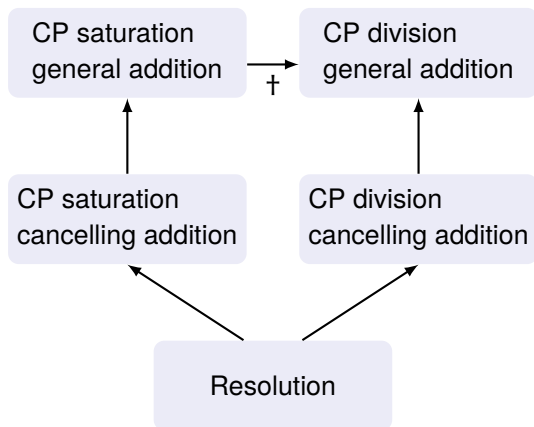 CP saturation
general addition
†
CP division
general addition
CP saturation
cancelling addition
CP division
cancelling addition
Resolution